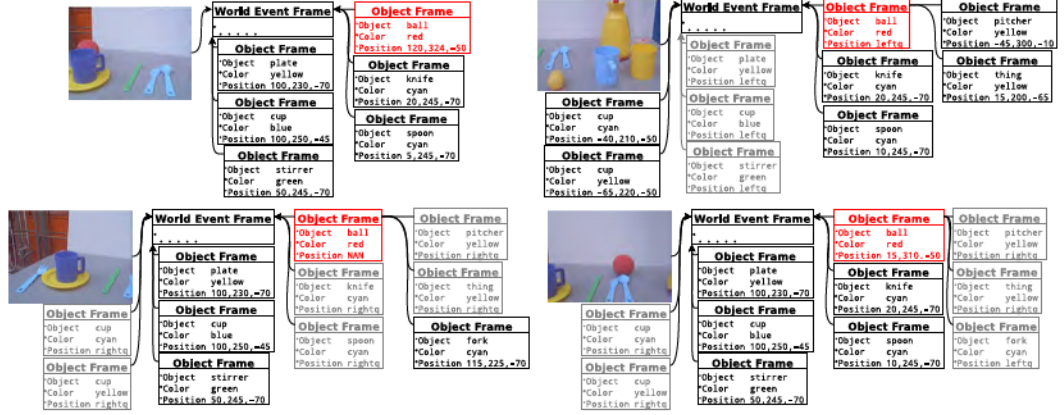 World Event Frame
. . . . .
Object Frame
*Object ball
*Color red
*Position 120,324,-50
Object Frame
*Object plate
*Color yellow
*Position 100,230,-70
Object Frame
*Object knife
*Color cyan
*Position 20,245,-70
Object Frame
*Object cup
*Color blue
*Position 100,250,-45
Object Frame
*Object spoon
*Color cyan
*Position 5,245,-70
Object Frame
*Object stirrer
*Color green
*Position 50,245,-70
World Event Frame
. . . . .
Object Frame
*Object ball
*Color red
*Position leftq
Object Frame
*Object pitcher
*Color yellow
*Position -45,300,-10
Object Frame
*Object plate
*Color yellow
*Position leftq
Object Frame
*Object knife
*Color cyan
*Position 20,245,-70
Object Frame
*Object thing
*Color yellow
*Position 15,200,-65
Object Frame
*Object cup
*Color cyan
*Position -40,210,-50
Object Frame
*Object cup
*Color blue
*Position leftq
Object Frame
*Object spoon
*Color cyan
*Position 10,245,-70
Object Frame
*Object cup
*Color yellow
*Position -65,220,-50
Object Frame
*Object stirrer
*Color green
*Position leftq
World Event Frame
. . . . .
Object Frame
*Object ball
*Color red
*Position NAN
Object Frame
*Object pitcher
*Color yellow
*Position rightq
Object Frame
*Object plate
*Color yellow
*Position 100,230,-70
Object Frame
*Object knife
*Color cyan
*Position rightq
Object Frame
*Object thing
*Color yellow
*Position rightq
Object Frame
*Object cup
*Color cyan
*Position rightq
Object Frame
*Object cup
*Color blue
*Position 100,250,-45
Object Frame
*Object spoon
*Color cyan
*Position rightq
Object Frame
*Object fork
*Color cyan
*Position 115,225,-70
Object Frame
*Object cup
*Color yellow
*Position rightq
Object Frame
*Object stirrer
*Color green
*Position 50,245,-70
World Event Frame
. . . . .
Object Frame
*Object ball
*Color red
*Position 15,310,-50
Object Frame
*Object pitcher
*Color yellow
*Position rightq
Object Frame
*Object plate
*Color yellow
*Position 100,230,-70
Object Frame
*Object knife
*Color cyan
*Position 20,245,-70
Object Frame
*Object thing
*Color yellow
*Position rightq
Object Frame
*Object cup
*Color cyan
*Position rightq
Object Frame
*Object cup
*Color blue
*Position 100,250,-45
Object Frame
*Object spoon
*Color cyan
*Position 10,245,-70
Object Frame
*Object fork
*Color cyan
*Position leftq
Object Frame
*Object cup
*Color yellow
*Position rightq
Object Frame
*Object stirrer
*Color green
*Position 50,245,-70